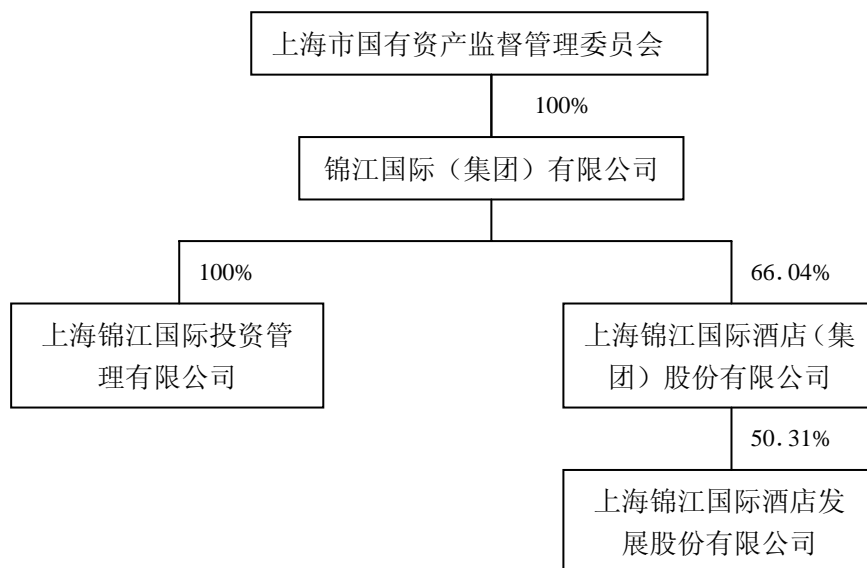 上海市国有资产监督管理委员会
100%
锦江国际（集团）有限公司
100%
66.04%
上海锦江国际投资管
理有限公司
上海锦江国际酒店（集
团）股份有限公司
50.31%
上海锦江国际酒店发
展股份有限公司